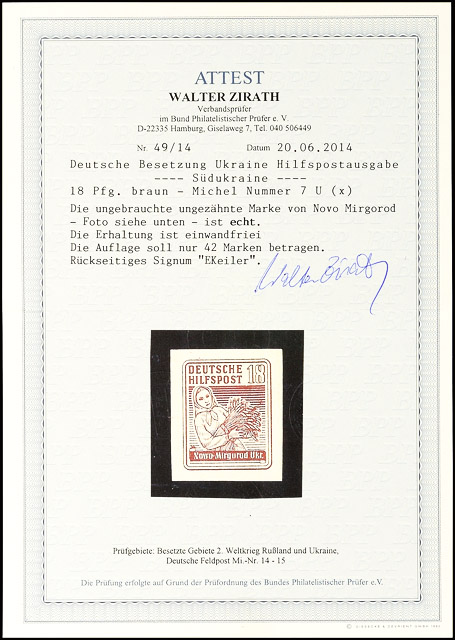 ATTEST
WALTER ZIRATH
Verbandsprüfer
im Bund Philatelistischer Prüfer e. V.
D-22335 Hamburg, Giselaweg 7, Tel. 040 506449
Nr. 49/14 Datum 20.06.2014
Deutsche Besetzung Ukraine Hilfspostausgabe
---- Südukraine ----
18 Pfg. braun – Michel Nummer 7 U (x)
Die ungebrauchte ungezähnte Marke von Novo Mirgorod
– Foto siehe unten – ist echt.
Die Erhaltung ist einwandfrei
Die Auflage soll nur 42 Marken betragen.
Rückseitiges Signum "EKeiler".
Walter Zirath
DEUTSCHE
HILFSPOST 18
Nowo-Mirgorod Ukr.
Prüfgebiete: Besetzte Gebiete 2. Weltkrieg Rußland und Ukraine,
Deutsche Feldpost Mi.-Nr. 14 - 15
Die Prüfung erfolgte auf Grund der Prüfordnung des Bundes Philatelistischer Prüfer e.V.